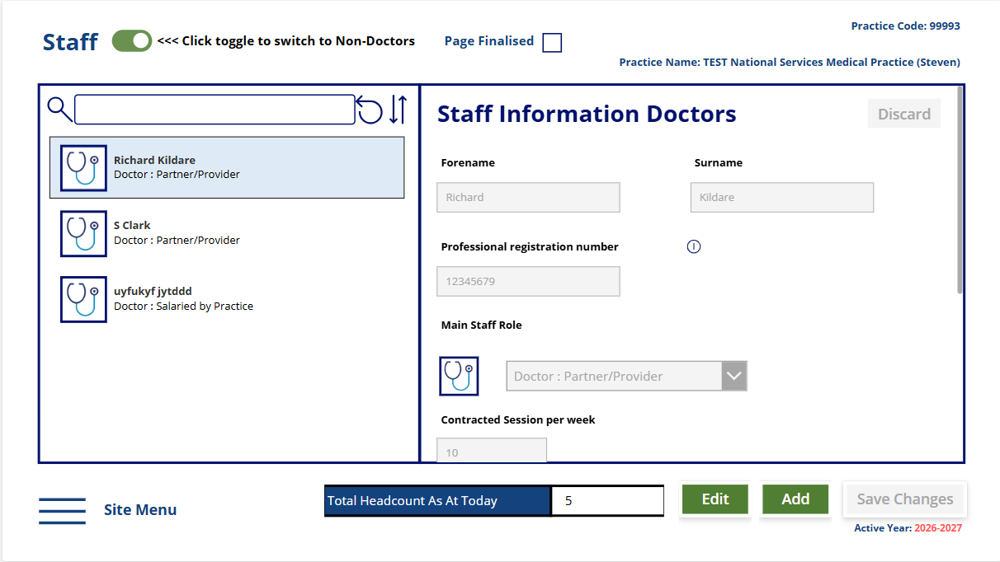 Staff
<<< Click toggle to switch to Non-Doctors
Page Finalised
Practice Code: 99993
Practice Name: TEST National Services Medical Practice (Steven)
Richard Kildare
Doctor : Partner/Provider
S Clark
Doctor : Partner/Provider
uyfukyf jytddd
Doctor : Salaried by Practice
Staff Information Doctors
Discard
Forename
Surname
Richard
Kildare
Professional registration number
12345679
Main Staff Role
Doctor : Partner/Provider
Contracted Session per week
10
Site Menu
Total Headcount As At Today
5
Edit
Add
Save Changes
Active Year: 2026-2027